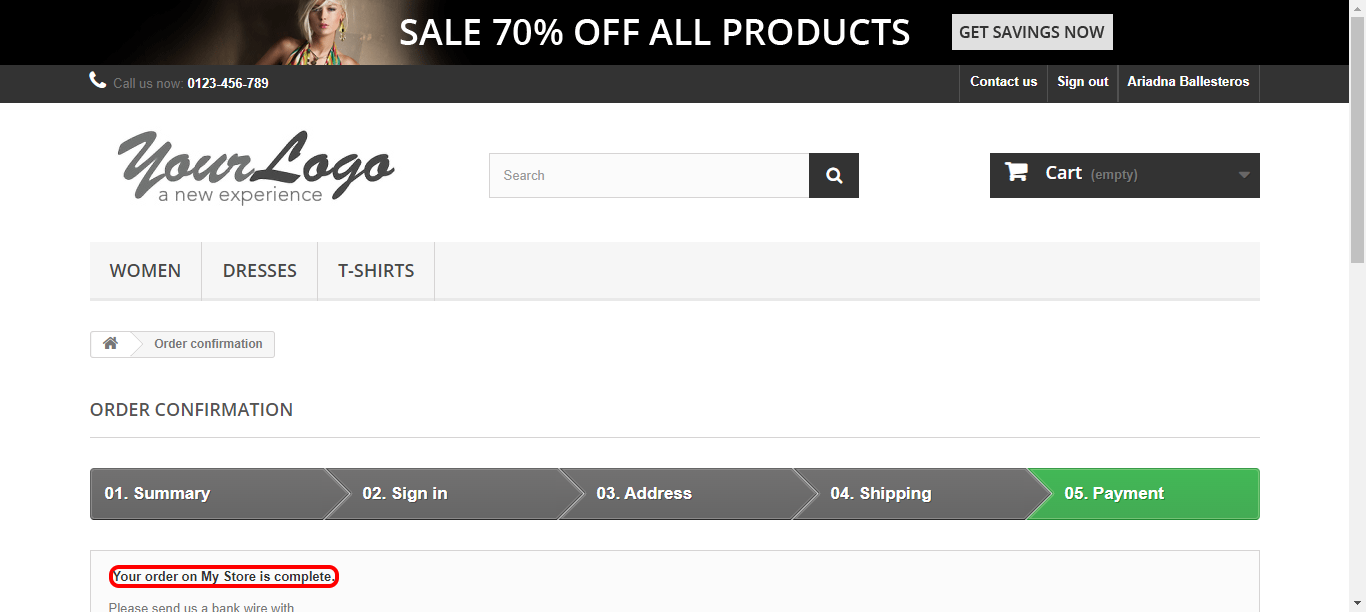 SALE 70% OFF ALL PRODUCTS GET SAVINGS NOW
Call us now: 0123-456-789 Contact us Sign out Ariadna Ballesteros
YourLogo
a new experience
Search
Cart (empty)
WOMEN DRESSES T-SHIRTS
Order confirmation
ORDER CONFIRMATION
01. Summary 02. Sign in 03. Address 04. Shipping 05. Payment
Your order on My Store is complete.
Please send us a bank wire with